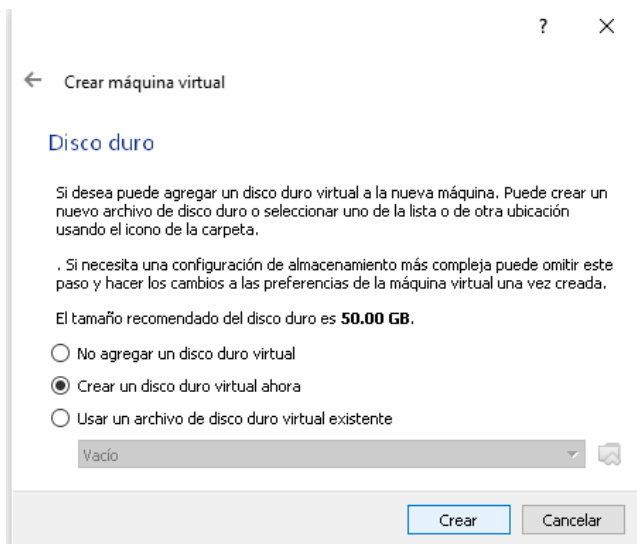 ?
Crear máquina virtual
Disco duro
Si desea puede agregar un disco duro virtual a la nueva máquina. Puede crear un
nuevo archivo de disco duro o seleccionar uno de la lista o de otra ubicación
usando el icono de la carpeta.
. Si necesita una configuración de almacenamiento más compleja puede omitir este
paso y hacer los cambios a las preferencias de la máquina virtual una vez creada.
El tamaño recomendado del disco duro es 50.00 GB.
No agregar un disco duro virtual
Crear un disco duro virtual ahora
Usar un archivo de disco duro virtual existente
Vacío
Crear
Cancelar